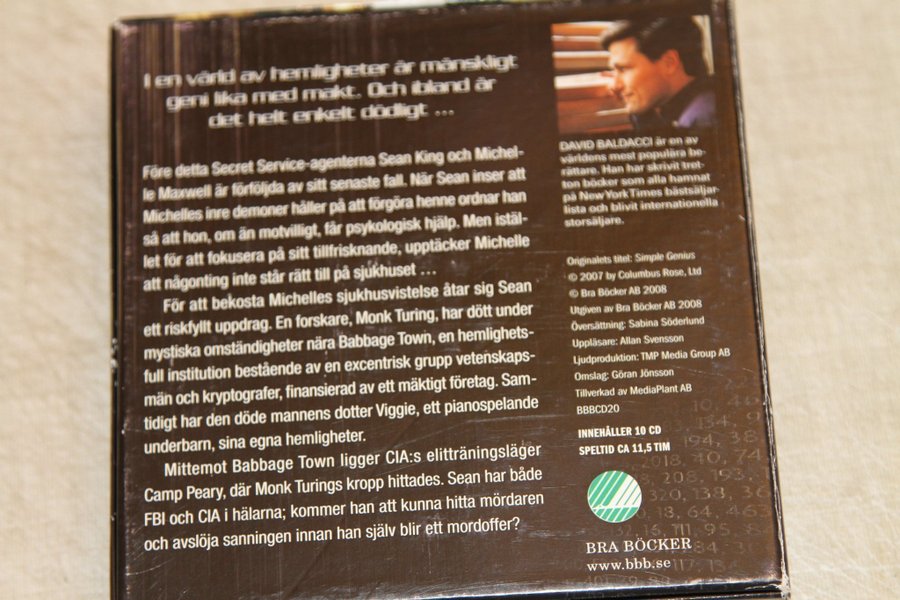 I en värld av hemligheter är mänskligt
geni lika med makt. Och ibland är
det helt enkelt dödligt ...
Före detta Secret Service-agenterna Sean King och Michel-
le Maxwell är förföljda av sitt senaste fall. När Sean inser att
Michelles inre demoner håller på att förgöra henne ordnar han
så att hon, om än motvilligt, får psykologisk hjälp. Men istäl-
let för att fokusera på sitt tillfrisknande, upptäcker Michelle
att någonting inte står rätt till på sjukhuset ...
För att bekosta Michelles sjukhusvistelse åtar sig Sean
ett riskfyllt uppdrag. En forskare, Monk Turing, har dött under
mystiska omständigheter nära Babbage Town, en hemlighets-
full institution bestående av en excentrisk grupp vetenskaps-
män och kryptografer, finansierad av ett mäktigt företag. Sam-
tidigt har den döde mannens dotter Viggie, ett pianospelande
underbarn, sina egna hemligheter.
Mittemot Babbage Town ligger CIA:s elitträningsläger
Camp Peary, där Monk Turings kropp hittades. Sean har både
FBI och CIA i hälarna; kommer han att kunna hitta mördaren
och avslöja sanningen innan han själv blir ett mordoffer?
DAVID BALDACCI är en av
världens mest populära be-
rättare. Han har skrivit tret-
ton böcker som alla hamnat
på New York Times bästsäljar-
lista och blivit internationella
storsäljare.
Originalets titel: Simple Genius
© 2007 by Columbus Rose, Ltd
© Bra Böcker AB 2008
Utgiven av Bra Böcker AB 2008
Översättning: Sabina Söderlund
Uppläsare: Allan Svensson
Ljudproduktion: TMP Media Group AB
Omslag: Göran Jönsson
Tillverkad av MediaPlant AB
BBBCD20
INNEHÅLLER 10 CD
SPELTID CA 11,5 TIM
BRA BÖCKER
www.bbb.se